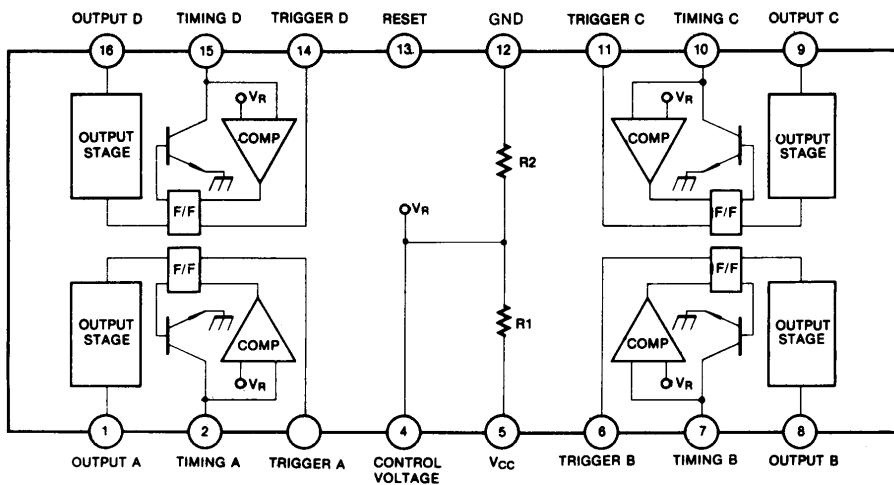 OUTPUT D TIMING D TRIGGER D RESET GND TRIGGER C TIMING C OUTPUT C
16 15 14 13 12 11 10 9
VR VR
OUTPUT STAGE COMP COMP OUTPUT STAGE
R2
F/F VR F/F
F/F F/F
OUTPUT STAGE R1 OUTPUT STAGE
COMP COMP
VR VR
1 2 4 5 6 7 8
OUTPUT A TIMING A TRIGGER A CONTROL VOLTAGE VCC TRIGGER B TIMING B OUTPUT B